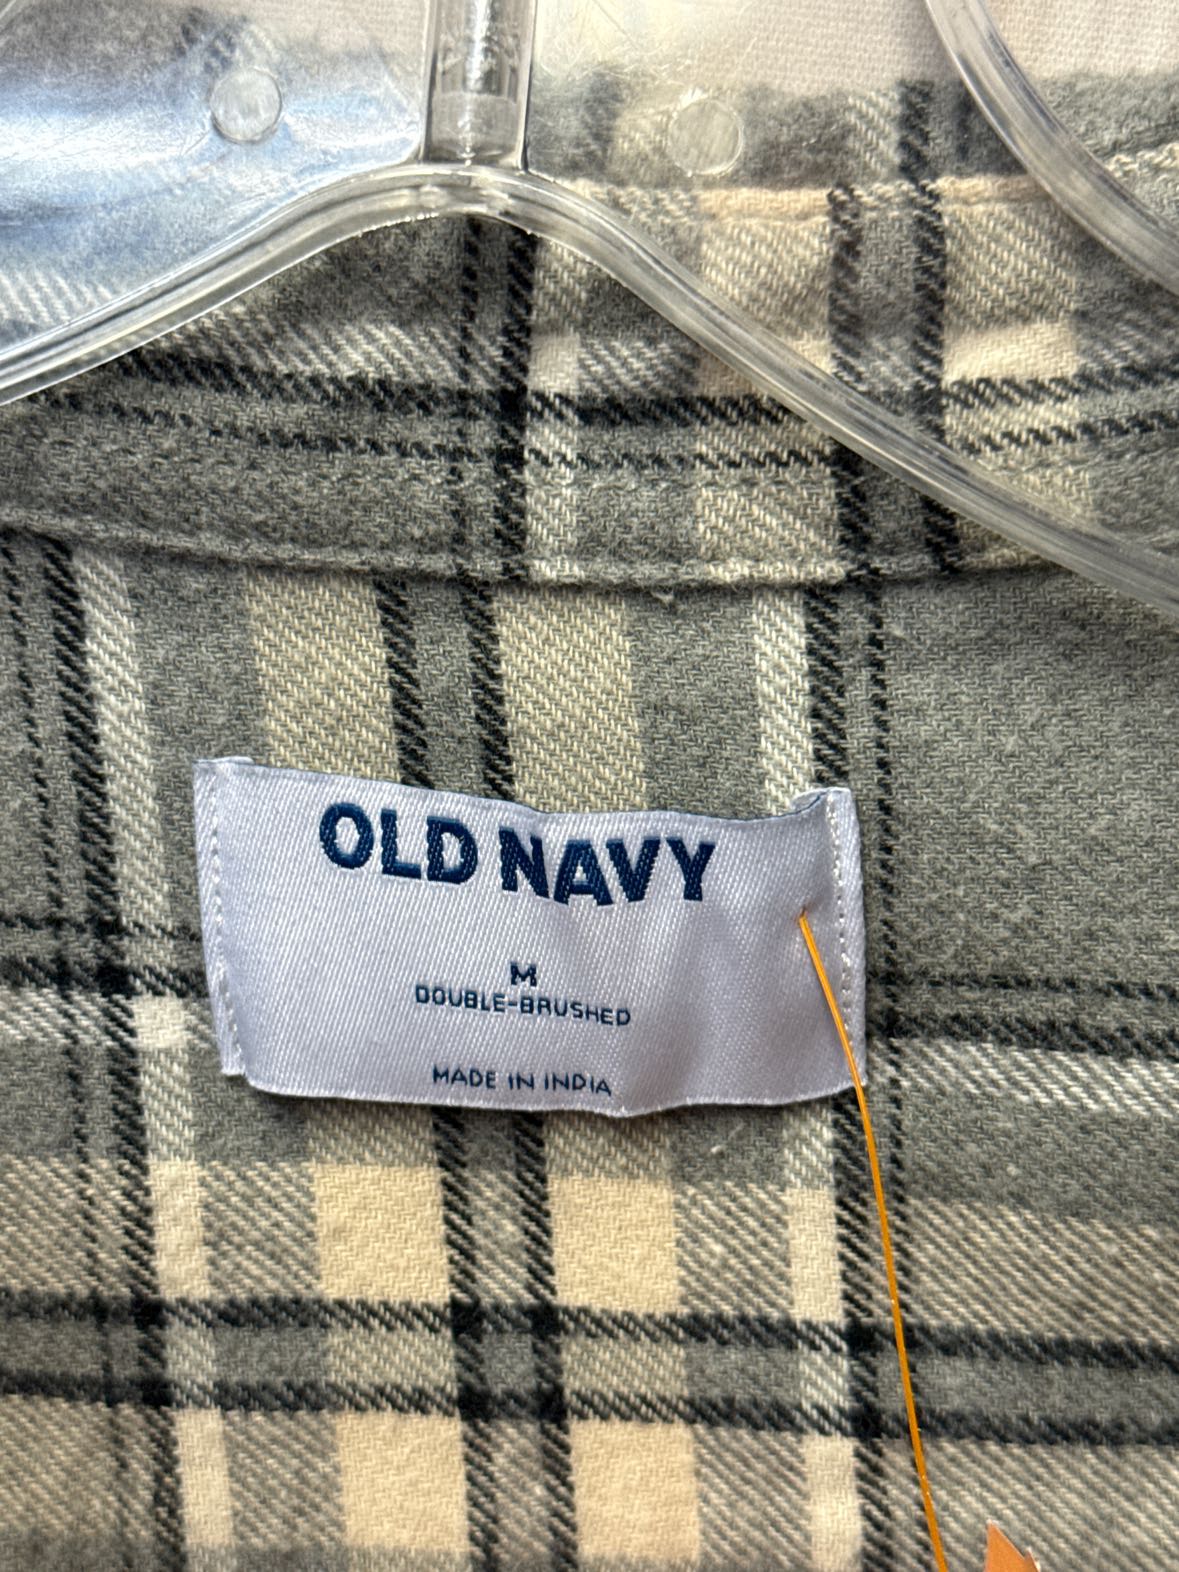 OLD NAVY
M
DOUBLE-BRUSHED
MADE IN INDIA